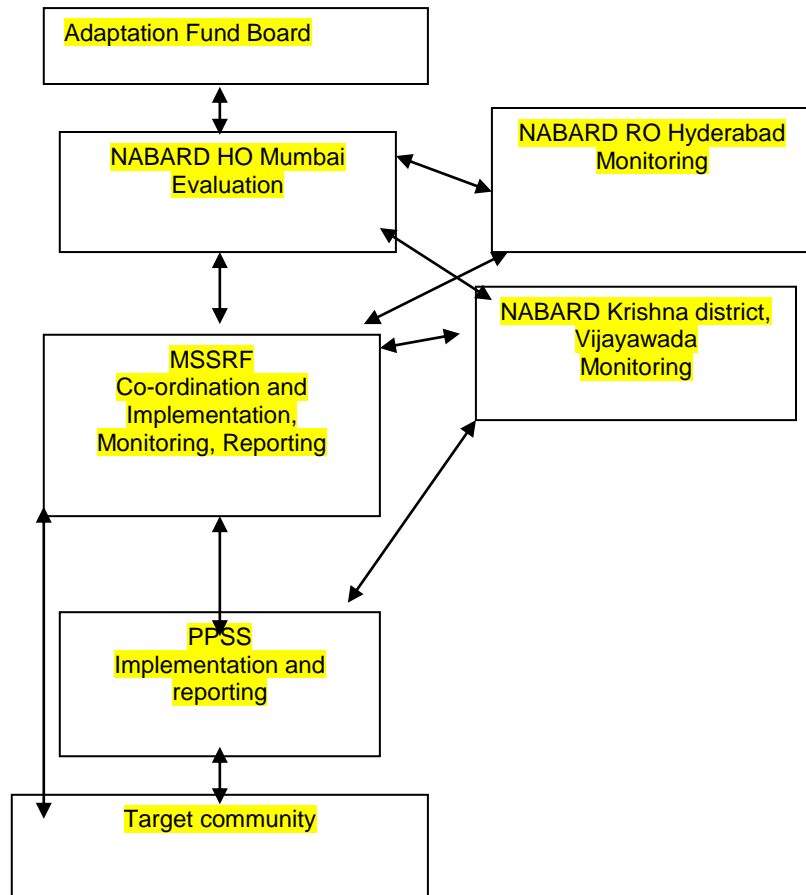 Adaptation Fund Board
NABARD HO Mumbai
Evaluation
NABARD RO Hyderabad
Monitoring
NABARD Krishna district,
Vijayawada
Monitoring
MSSRF
Co-ordination and
Implementation,
Monitoring, Reporting
PPSS
Implementation and
reporting
Target community